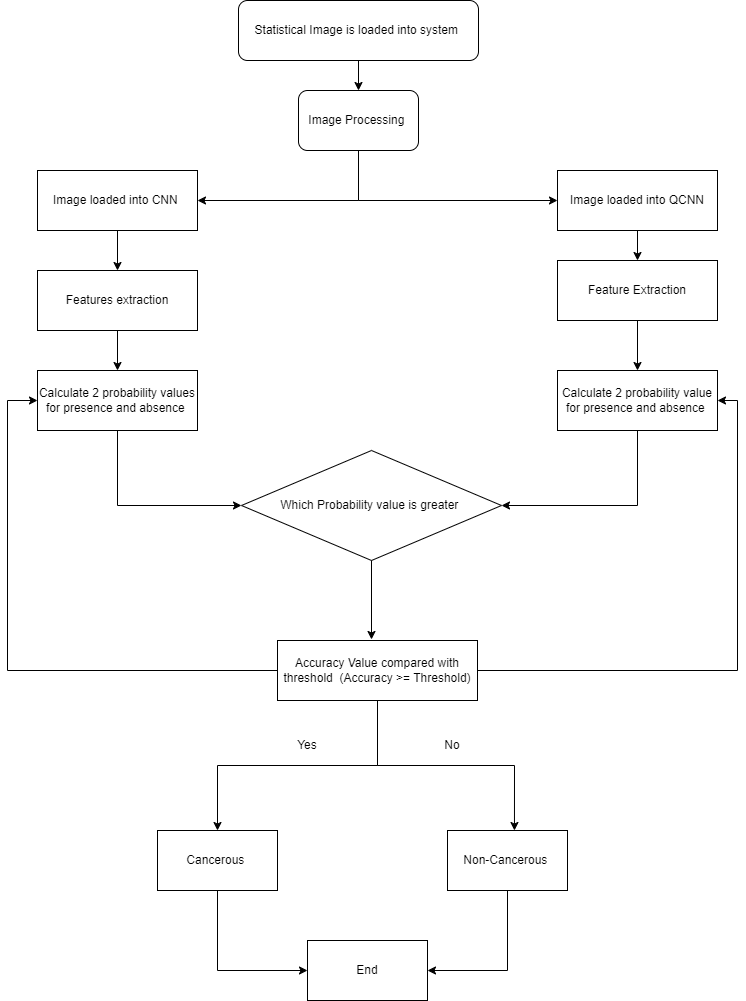 Statistical Image is loaded into system
Image Processing
Image loaded into CNN
Image loaded into QCNN
Features extraction
Feature Extraction
Calculate 2 probability values
for presence and absence
Calculate 2 probability value
for presence and absence
Which Probability value is greater
Accuracy Value compared with
threshold (Accuracy >= Threshold)
Yes
No
Cancerous
Non-Cancerous
End